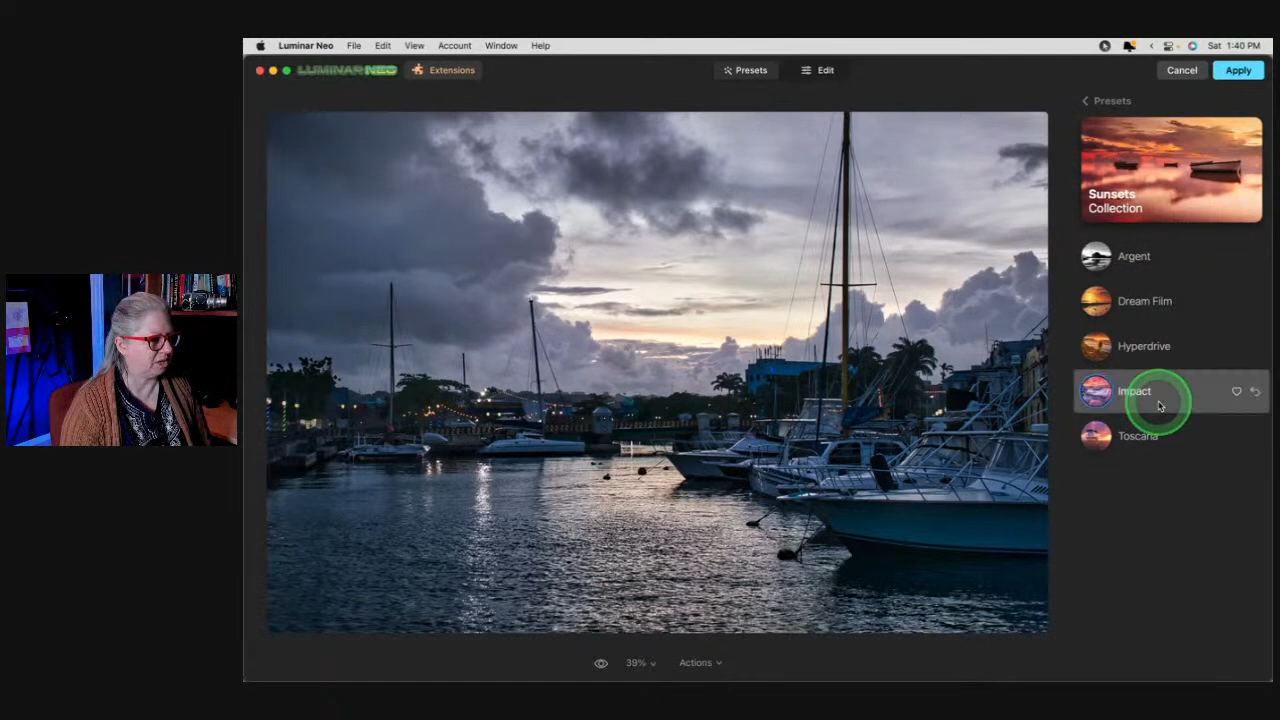 Luminar Neo File Edit View Account Window Help Sat 1:40 PM
LUMINAR NEO Extensions Presets Edit Cancel Apply
Presets
Sunsets
Collection
Argent
Dream Film
Hyperdrive
Impact
Toscana
39% Actions